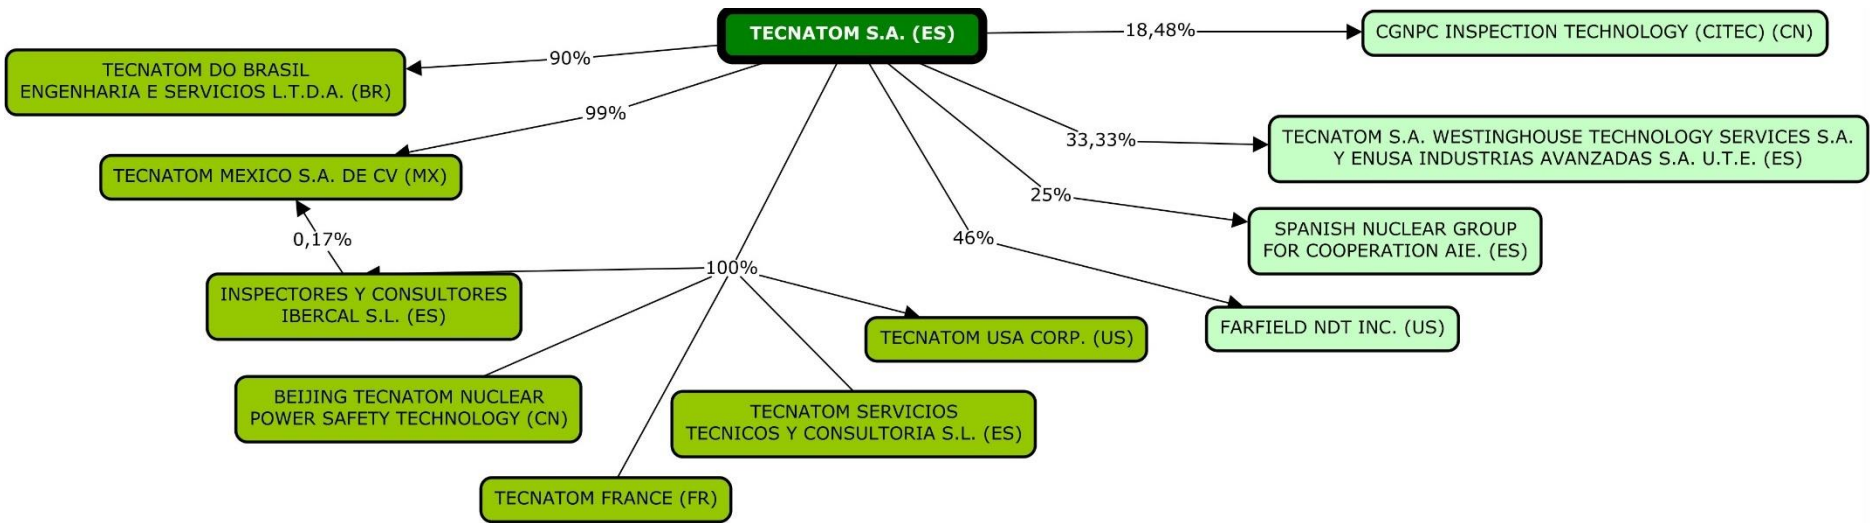 TECNATOM S.A. (ES)
18,48%
CGNPC INSPECTION TECHNOLOGY (CITEC) (CN)
90%
TECNATOM DO BRASIL
ENGENHARIA E SERVICIOS L.T.D.A. (BR)
99%
TECNATOM MEXICO S.A. DE CV (MX)
33,33%
TECNATOM S.A. WESTINGHOUSE TECHNOLOGY SERVICES S.A.
Y ENUSA INDUSTRIAS AVANZADAS S.A. U.T.E. (ES)
25%
SPANISH NUCLEAR GROUP
FOR COOPERATION AIE. (ES)
0,17%
46%
100%
INSPECTORES Y CONSULTORES
IBERCAL S.L. (ES)
TECNATOM USA CORP. (US)
FARFIELD NDT INC. (US)
BEIJING TECNATOM NUCLEAR
POWER SAFETY TECHNOLOGY (CN)
TECNATOM SERVICIOS
TECNICOS Y CONSULTORIA S.L. (ES)
TECNATOM FRANCE (FR)